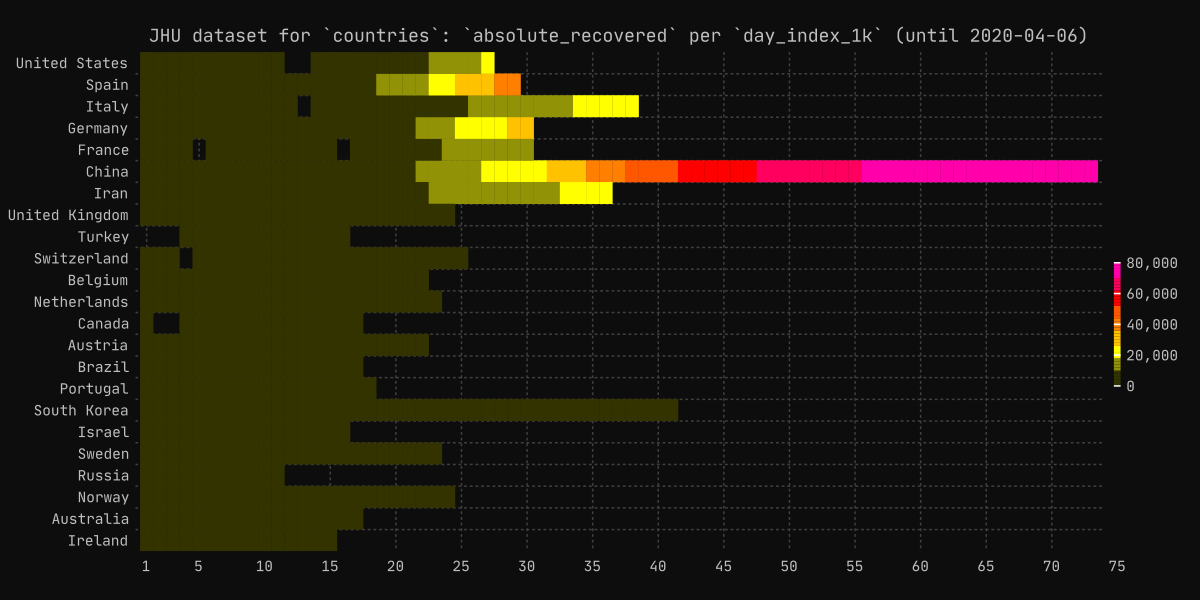 JHU dataset for `countries`: `absolute_recovered` per `day_index_1k` (until 2020-04-06)
United States
Spain
Italy
Germany
France
China
Iran
United Kingdom
Turkey
Switzerland
Belgium
Netherlands
Canada
Austria
Brazil
Portugal
South Korea
Israel
Sweden
Russia
Norway
Australia
Ireland
1 5 10 15 20 25 30 35 40 45 50 55 60 65 70 75
80,000
60,000
40,000
20,000
0